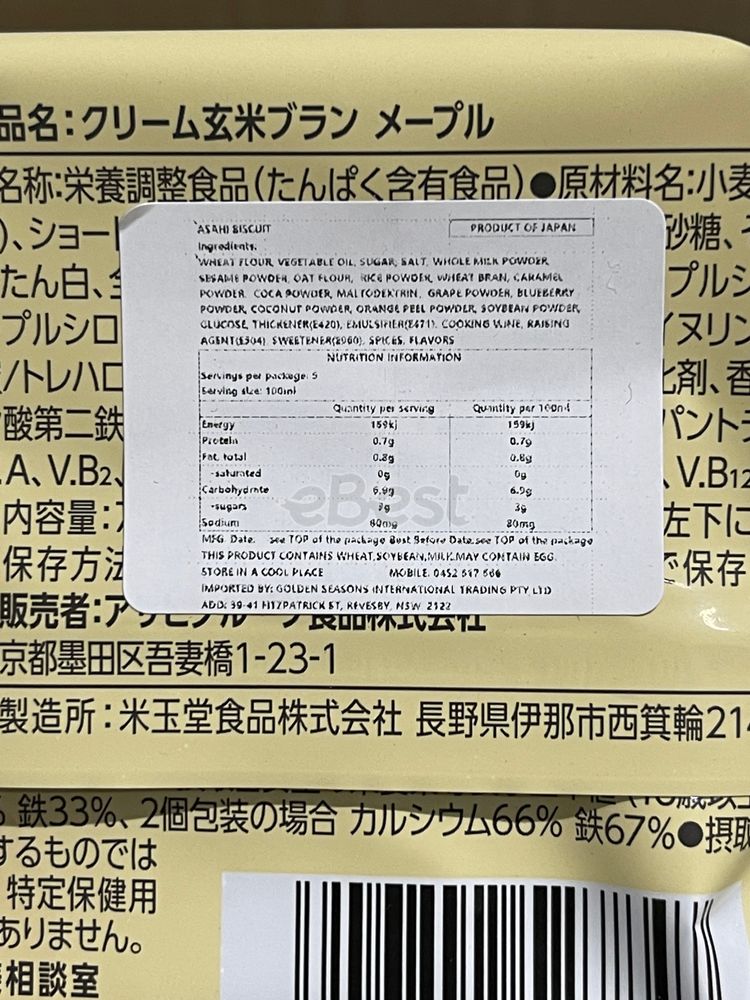 品名:クリーム玄米ブラン メープル
名称:栄養調整食品(たんぱく含有食品)●原材料名:小麦
)、ショー
砂糖、
たん白、
プルシ
プルシロ
/トレハロ
剤、香
酸第二鉄
パント
.A、V.B2、
、V.B12
内容量:
左下に
保存方法
で保存
ASAHI BISCUIT
PRODUCT OF JAPAN
Ingredients:
WHEAT FLOUR, VEGETABLE OIL, SUGAR, SALT, WHOLE MILK POWDER,
SESAME POWDER, OAT FLOUR, RICE POWDER, WHEAT BRAN, CARAMEL
POWDER, COCA POWDER, MALTODEXTRIN, GRAPE POWDER, BLUEBERRY
POWDER, COCONUT POWDER, ORANGE PEEL POWDER, SOYBEAN POWDER,
GLUCOSE, THICKENER(E420), EMULSIFIER(E471), COOKING WINE, RAISING
AGENT(E504), SWEETENER(E960), SPICES, FLAVORS
NUTRITION INFORMATION
Servings per package: 5
Serving size: 100ml
Quantity per serving Quantity per 100ml
Energy 159kj 159kj
Protein 0.7g 0.7g
Fat, total 0.8g 0.8g
-saturated 0g 0g
Carbohydrate 6.9g 6.9g
-sugars 3g 3g
Sodium 80mg 80mg
eBest
MFG. Date. see TOP of the package Best Before Date.see TOP of the package
THIS PRODUCT CONTAINS WHEAT,SOYBEAN,MILK.MAY CONTAIN EGG.
STORE IN A COOL PLACE MOBILE: 0452 517 566
IMPORTED BY: GOLDEN SEASONS INTERNATIONAL TRADING PTY LTD
ADD: 39-41 FITZPATRICK ST, REVESBY, NSW 2122
販売者:アサヒグループ食品株式会社
京都墨田区吾妻橋1-23-1
製造所:米玉堂食品株式会社 長野県伊那市西箕輪214
鉄33%、2個包装の場合 カルシウム66% 鉄67%●摂取
するものでは
特定保健用
ありません。
相談室